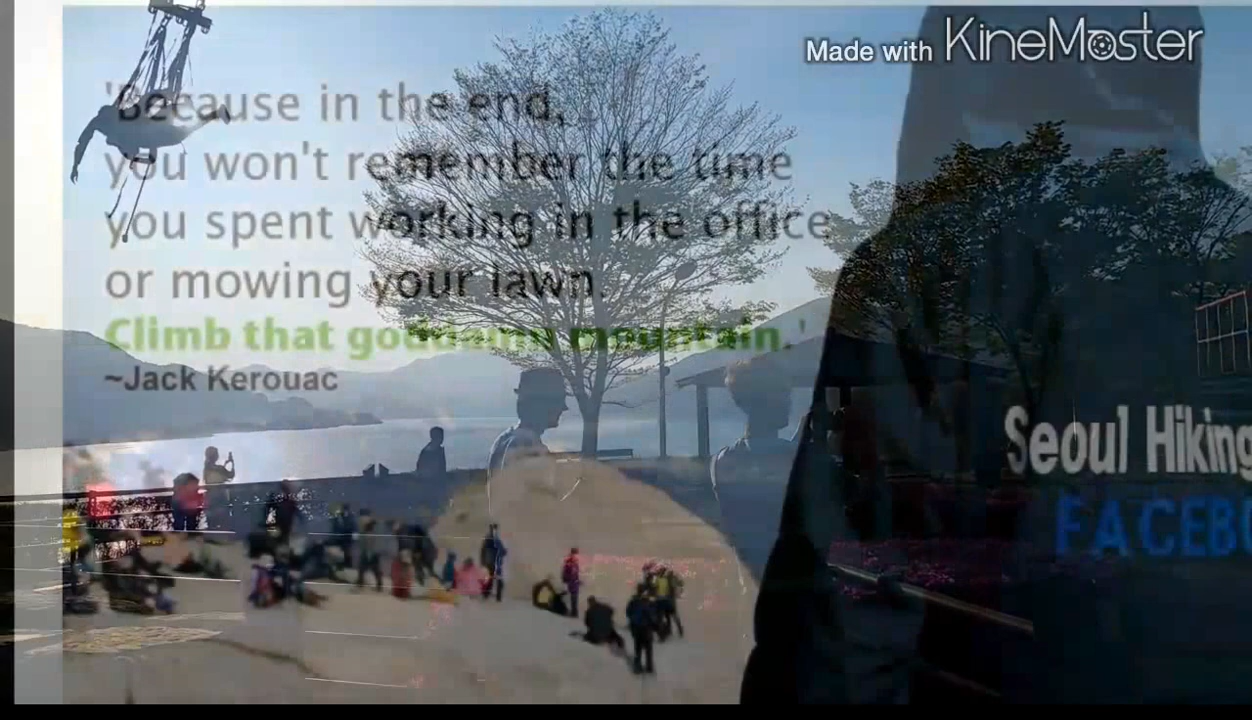 Made with KineMaster
'Because in the end,
you won't remember the time
you spent working in the office
or mowing your lawn.
Climb that goddamn mountain.'
~Jack Kerouac
Seoul Hiking